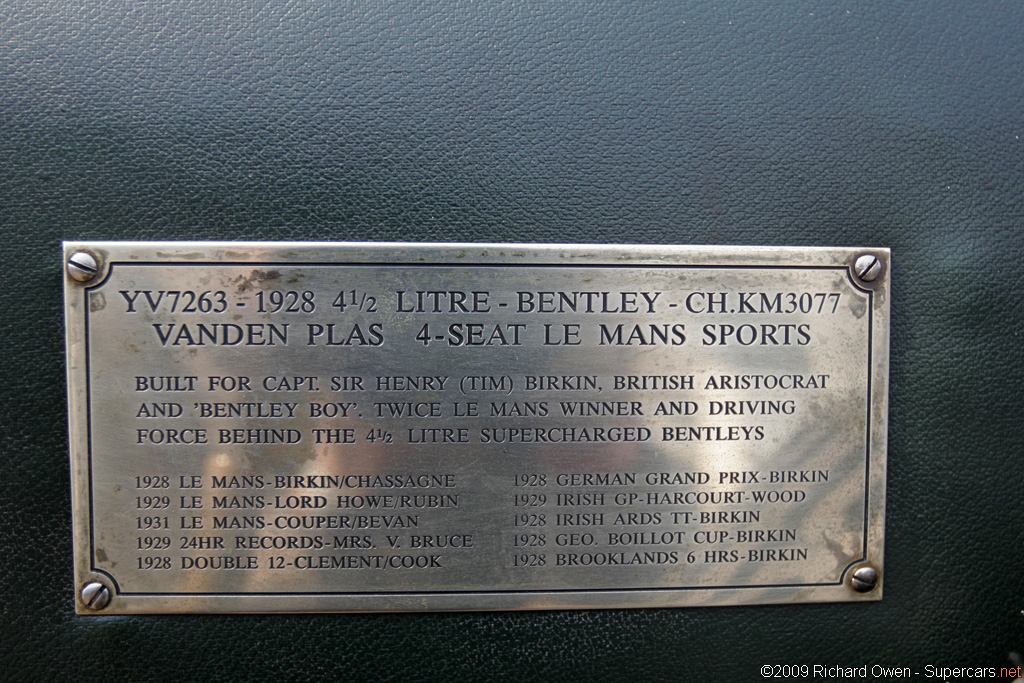 YV7263 - 1928 4½ LITRE - BENTLEY - CH.KM3077
VANDEN PLAS 4-SEAT LE MANS SPORTS
BUILT FOR CAPT. SIR HENRY (TIM) BIRKIN, BRITISH ARISTOCRAT
AND 'BENTLEY BOY'. TWICE LE MANS WINNER AND DRIVING
FORCE BEHIND THE 4½ LITRE SUPERCHARGED BENTLEYS
1928 LE MANS-BIRKIN/CHASSAGNE
1929 LE MANS-LORD HOWE/RUBIN
1931 LE MANS-COUPER/BEVAN
1929 24HR RECORDS-MRS. V. BRUCE
1928 DOUBLE 12-CLEMENT/COOK
1928 GERMAN GRAND PRIX-BIRKIN
1929 IRISH GP-HARCOURT-WOOD
1928 IRISH ARDS TT-BIRKIN
1928 GEO. BOILLOT CUP-BIRKIN
1928 BROOKLANDS 6 HRS-BIRKIN
©2009 Richard Owen - Supercars.net